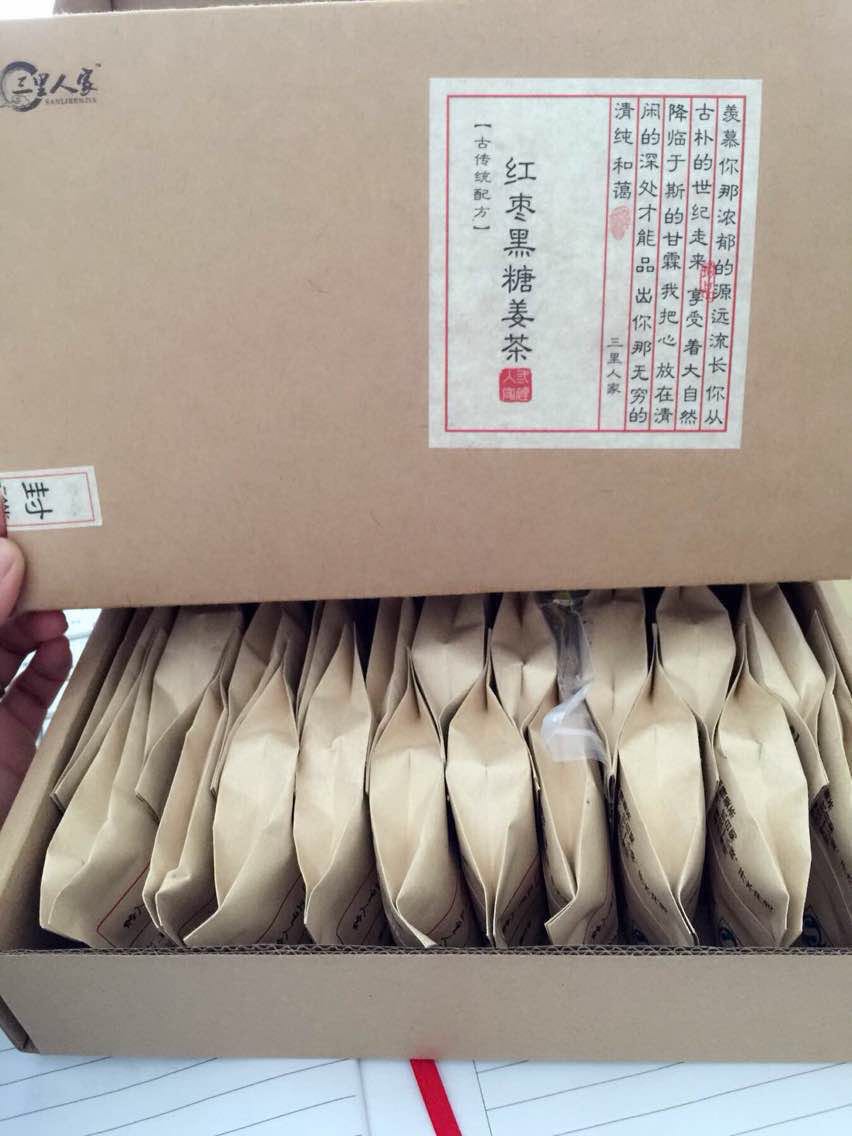 三里人家
SANLIRENJIA
羡慕你那浓郁的源远流长你从
古朴的世纪走来享受着大自然
降临于斯的甘霖我把心放在清
闲的深处才能品出你那无穷的
清纯和蔼
三里人家
红枣黑糖姜茶
【古传统配方】
封